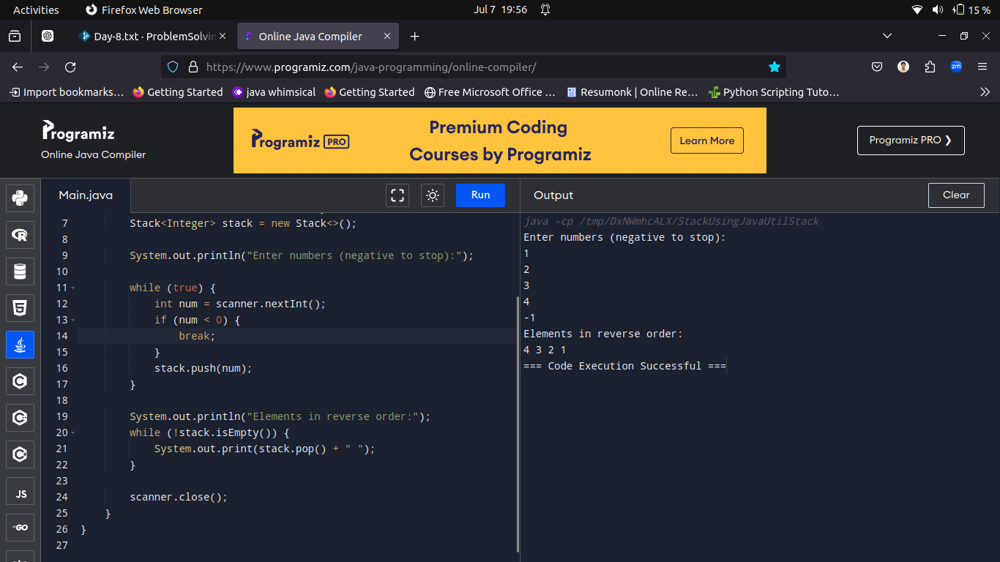 Activities
Firefox Web Browser
Jul 7 19:56
15 %
Day-8.txt · ProblemSolvin
Online Java Compiler
https://www.programiz.com/java-programming/online-compiler/
zm
Import bookmarks...
Getting Started
java whimsical
Getting Started
Free Microsoft Office ...
Resumonk | Online Re...
Python Scripting Tuto...
Programiz
Online Java Compiler
Programiz PRO
Premium Coding
Courses by Programiz
Learn More
Programiz PRO ❯
Main.java
Run
Output
Clear
7 Stack<Integer> stack = new Stack<>();
8
9 System.out.println("Enter numbers (negative to stop):");
10
11 while (true) {
12 int num = scanner.nextInt();
13 if (num < 0) {
14 break;
15 }
16 stack.push(num);
17 }
18
19 System.out.println("Elements in reverse order:");
20 while (!stack.isEmpty()) {
21 System.out.print(stack.pop() + " ");
22 }
23
24 scanner.close();
25 }
26 }
27
java -cp /tmp/DxNWmhcALX/StackUsingJavaUtilStack
Enter numbers (negative to stop):
1
2
3
4
-1
Elements in reverse order:
4 3 2 1
=== Code Execution Successful ===
R
5
C
C
C
JS
GO